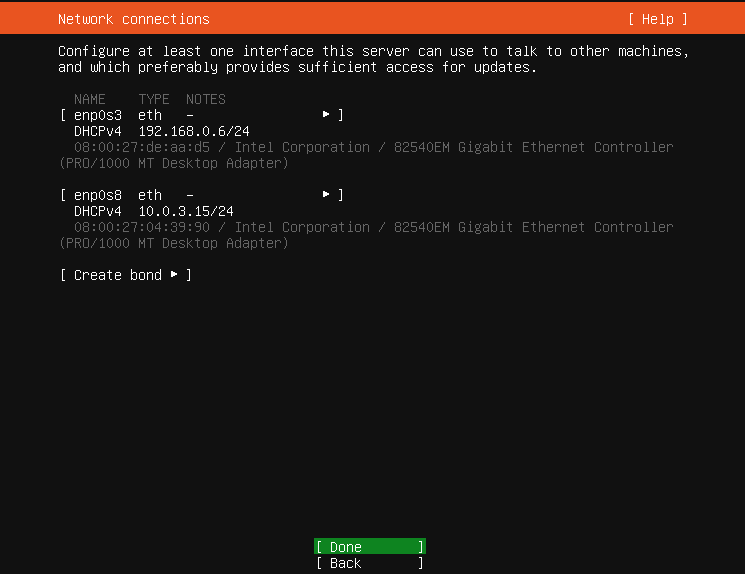 Network connections [ Help ]
Configure at least one interface this server can use to talk to other machines,
and which preferably provides sufficient access for updates.
NAME TYPE NOTES
[ enp0s3 eth - ▸ ]
DHCPv4 192.168.0.6/24
08:00:27:de:aa:d5 / Intel Corporation / 82540EM Gigabit Ethernet Controller
(PRO/1000 MT Desktop Adapter)
[ enp0s8 eth - ▸ ]
DHCPv4 10.0.3.15/24
08:00:27:04:39:90 / Intel Corporation / 82540EM Gigabit Ethernet Controller
(PRO/1000 MT Desktop Adapter)
[ Create bond ▸ ]
[ Done ]
[ Back ]